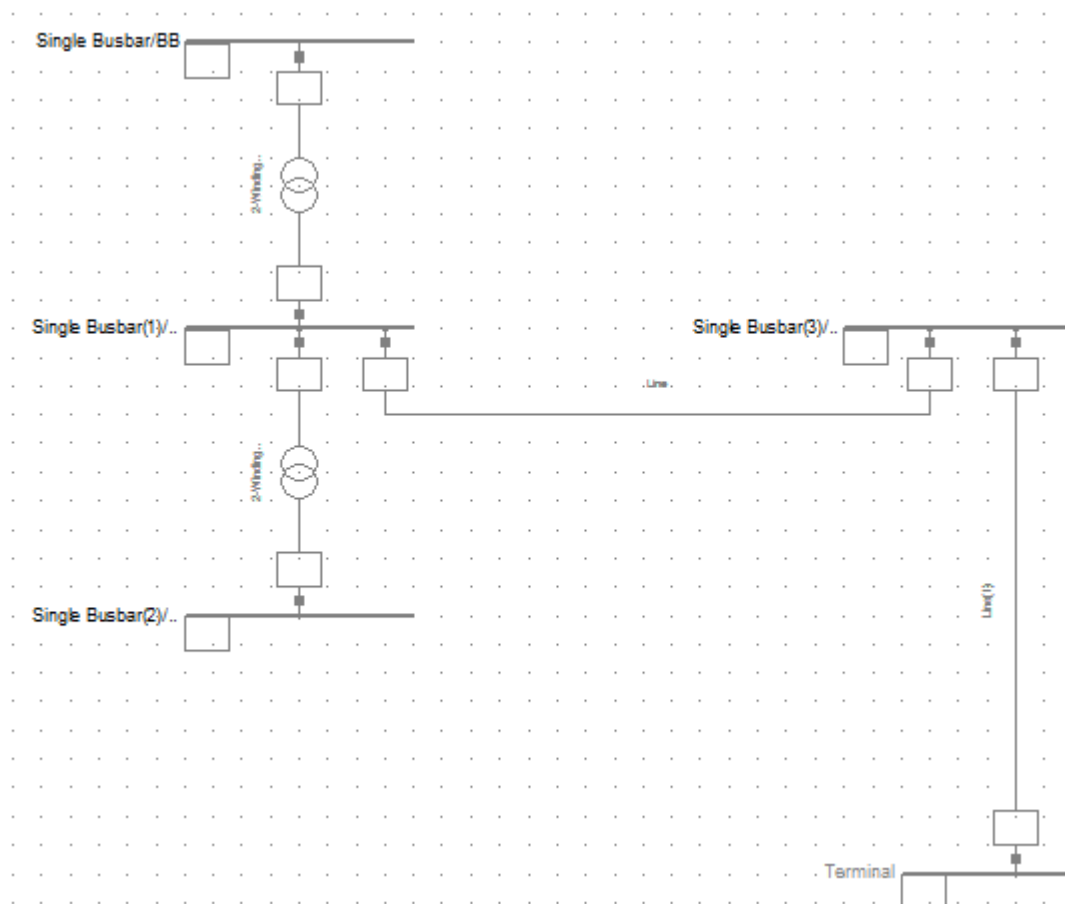 Single Busbar/BB
2-Winding..
Single Busbar(1)/..
Single Busbar(3)/..
Line
2-Winding..
Line(1)
Single Busbar(2)/..
Terminal